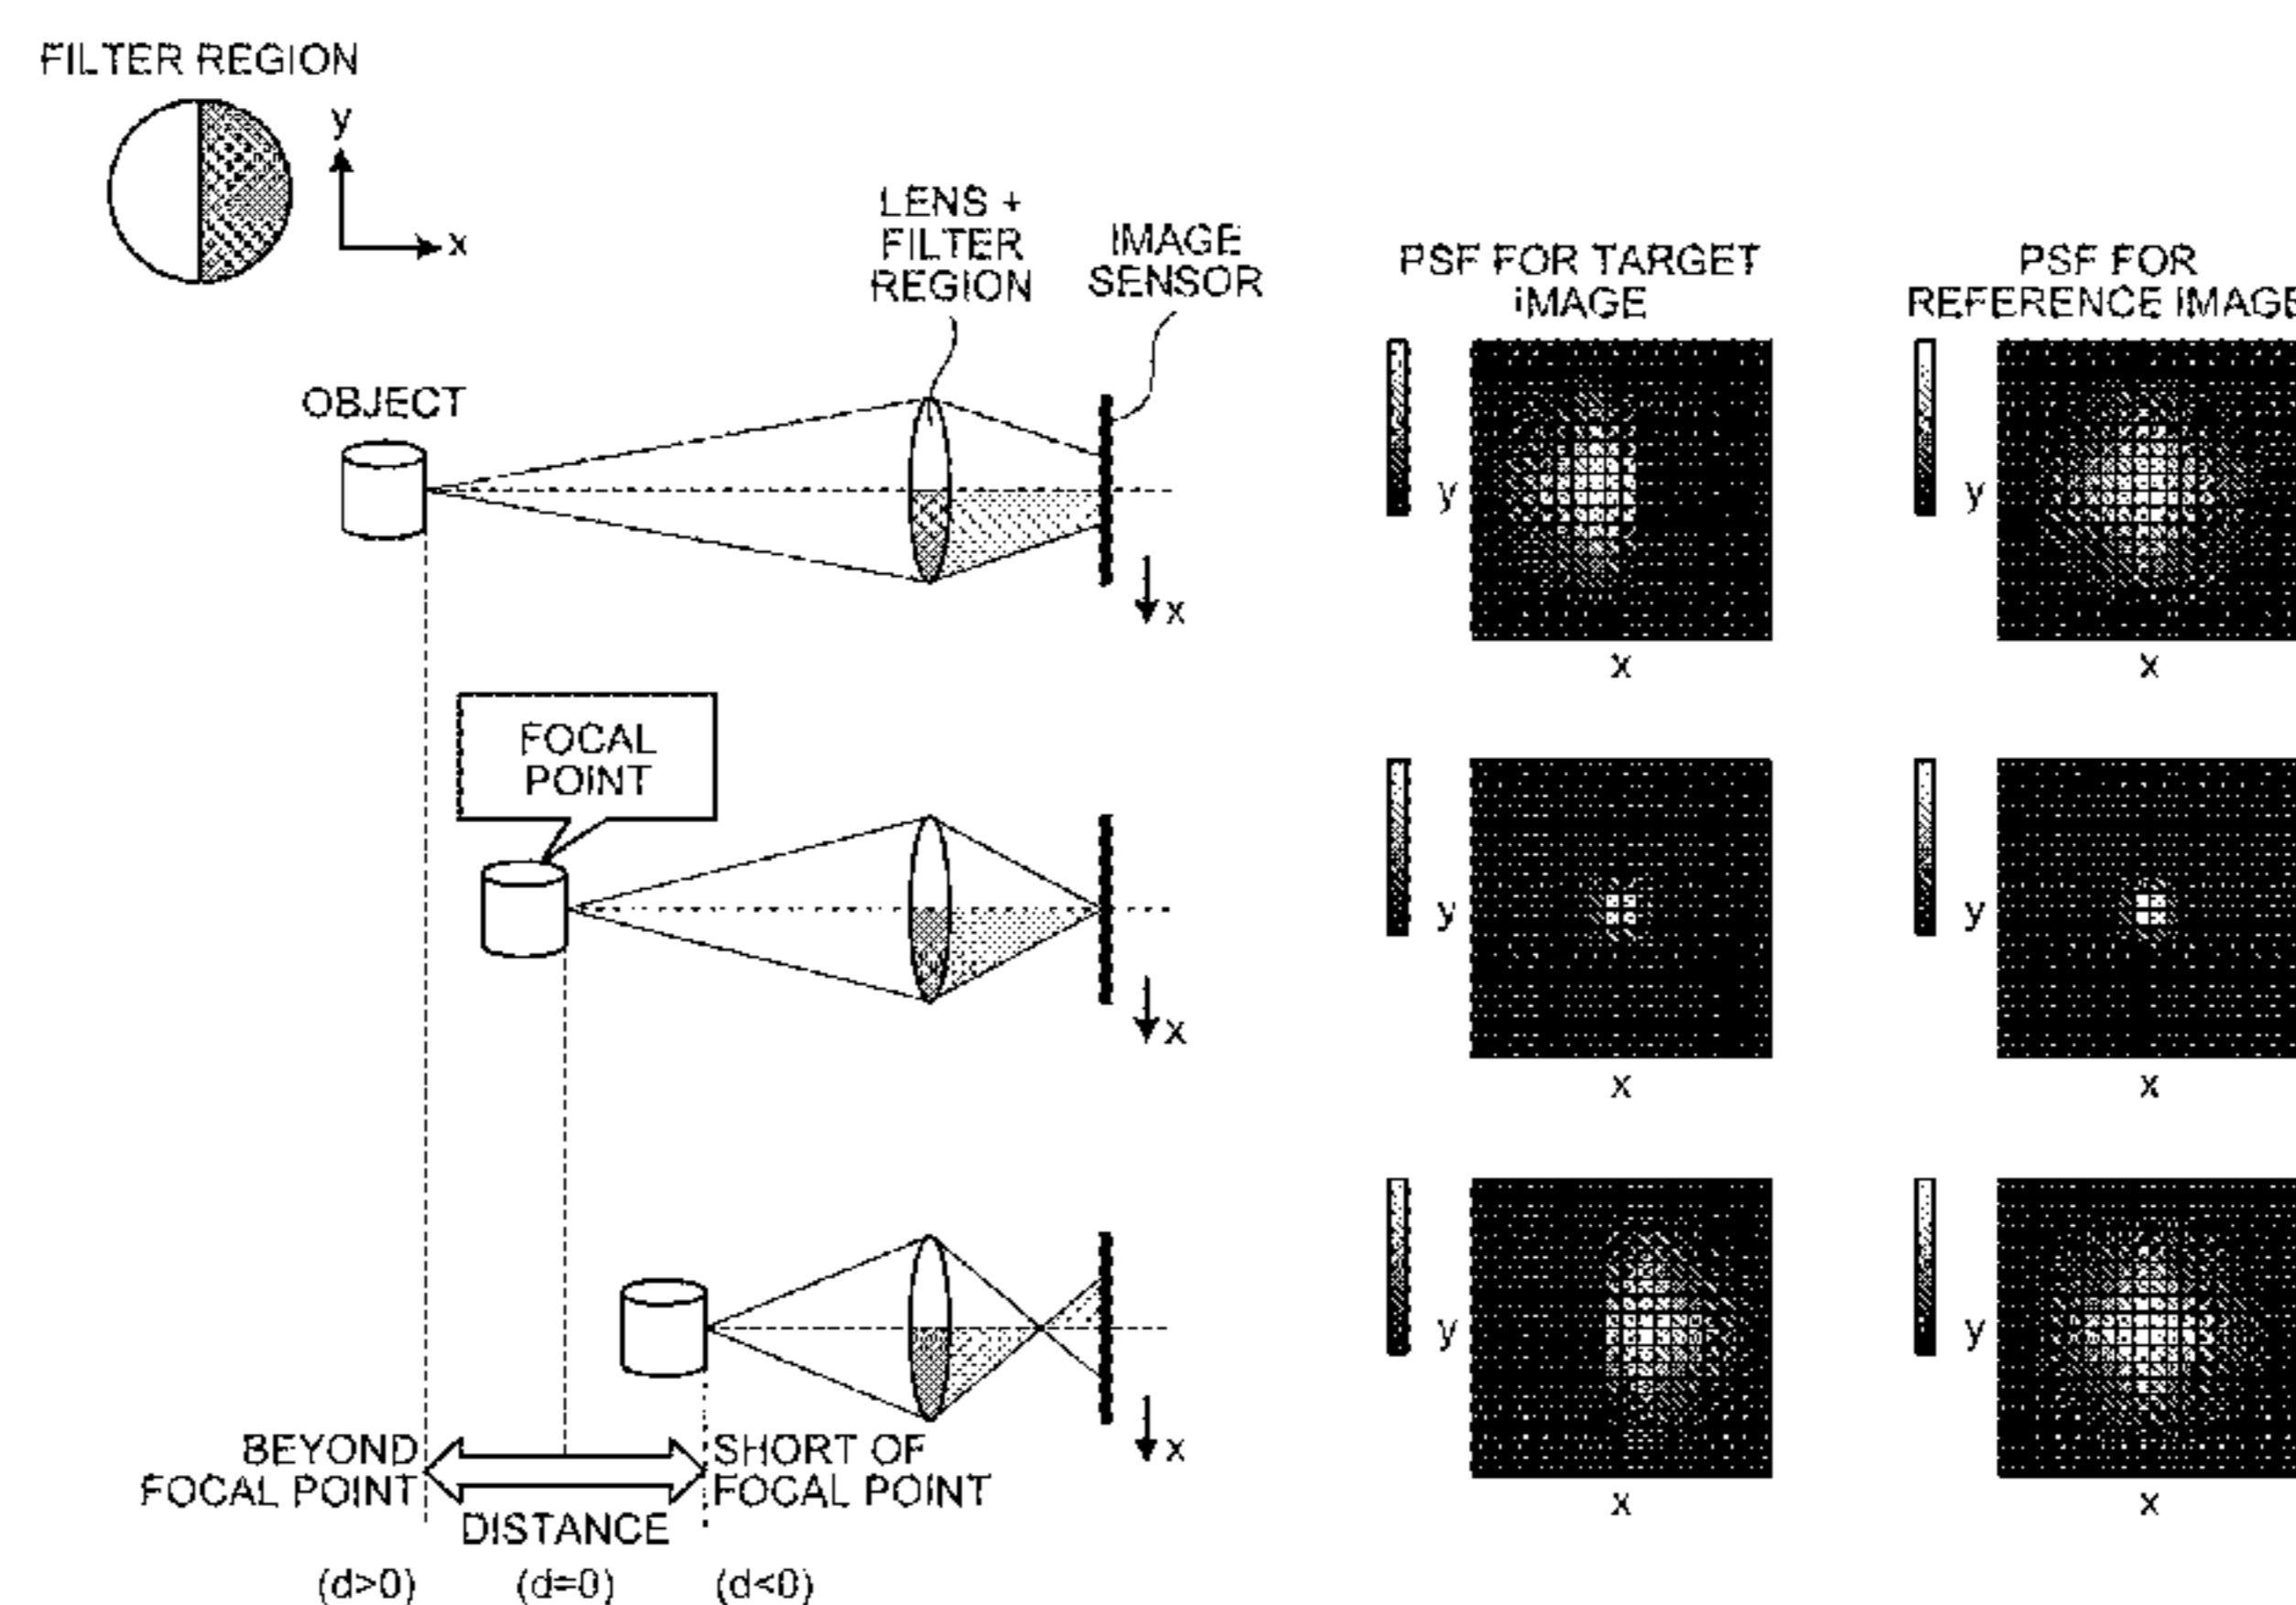 FILTER REGION
y
x
LENS +
FILTER
REGION
IMAGE
SENSOR
PSF FOR TARGET
IMAGE
PSF FOR
REFERENCE IMAGE
OBJECT
y
y
x
x
x
FOCAL
POINT
y
y
x
x
x
y
y
x
x
x
BEYOND
FOCAL POINT
SHORT OF
FOCAL POINT
DISTANCE
(d>0)
(d=0)
(d<0)